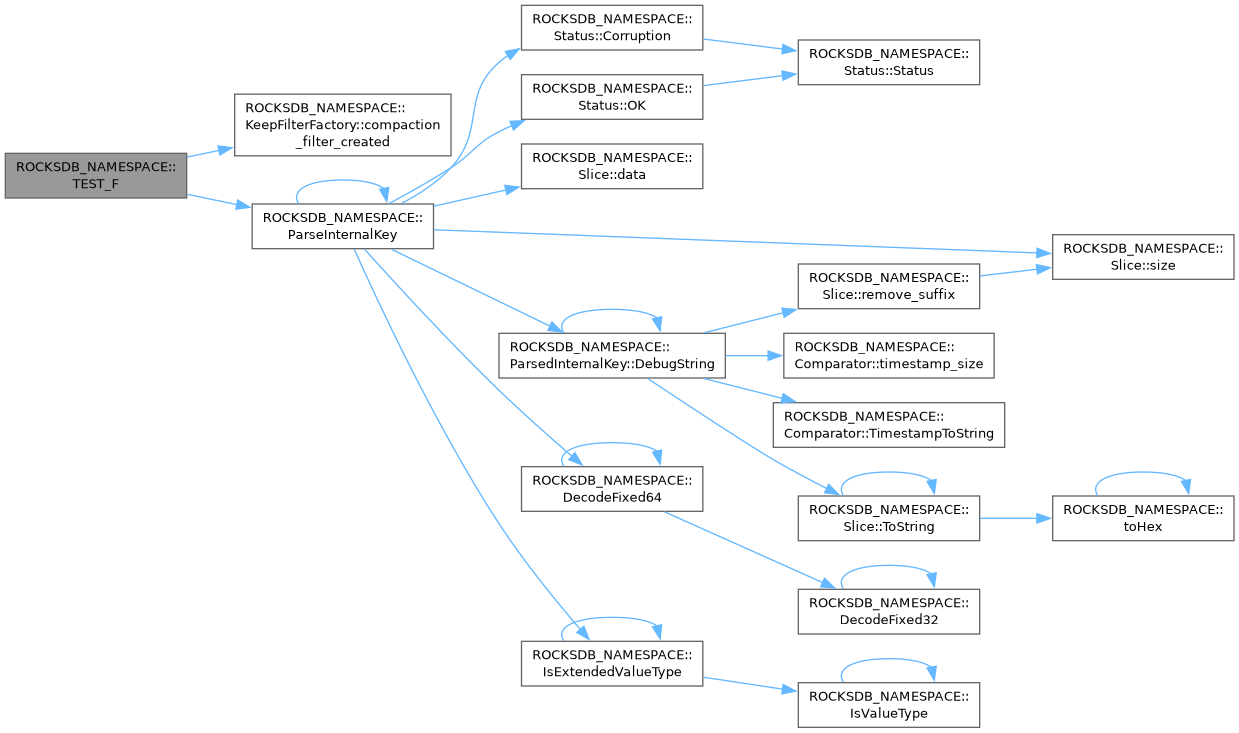 ROCKSDB_NAMESPACE::
TEST_F
ROCKSDB_NAMESPACE::
KeepFilterFactory::compaction
_filter_created
ROCKSDB_NAMESPACE::
ParseInternalKey
ROCKSDB_NAMESPACE::
Status::Corruption
ROCKSDB_NAMESPACE::
Status::OK
ROCKSDB_NAMESPACE::
Status::Status
ROCKSDB_NAMESPACE::
Slice::data
ROCKSDB_NAMESPACE::
Slice::size
ROCKSDB_NAMESPACE::
Slice::remove_suffix
ROCKSDB_NAMESPACE::
ParsedInternalKey::DebugString
ROCKSDB_NAMESPACE::
Comparator::timestamp_size
ROCKSDB_NAMESPACE::
Comparator::TimestampToString
ROCKSDB_NAMESPACE::
DecodeFixed64
ROCKSDB_NAMESPACE::
Slice::ToString
ROCKSDB_NAMESPACE::
toHex
ROCKSDB_NAMESPACE::
DecodeFixed32
ROCKSDB_NAMESPACE::
IsExtendedValueType
ROCKSDB_NAMESPACE::
IsValueType